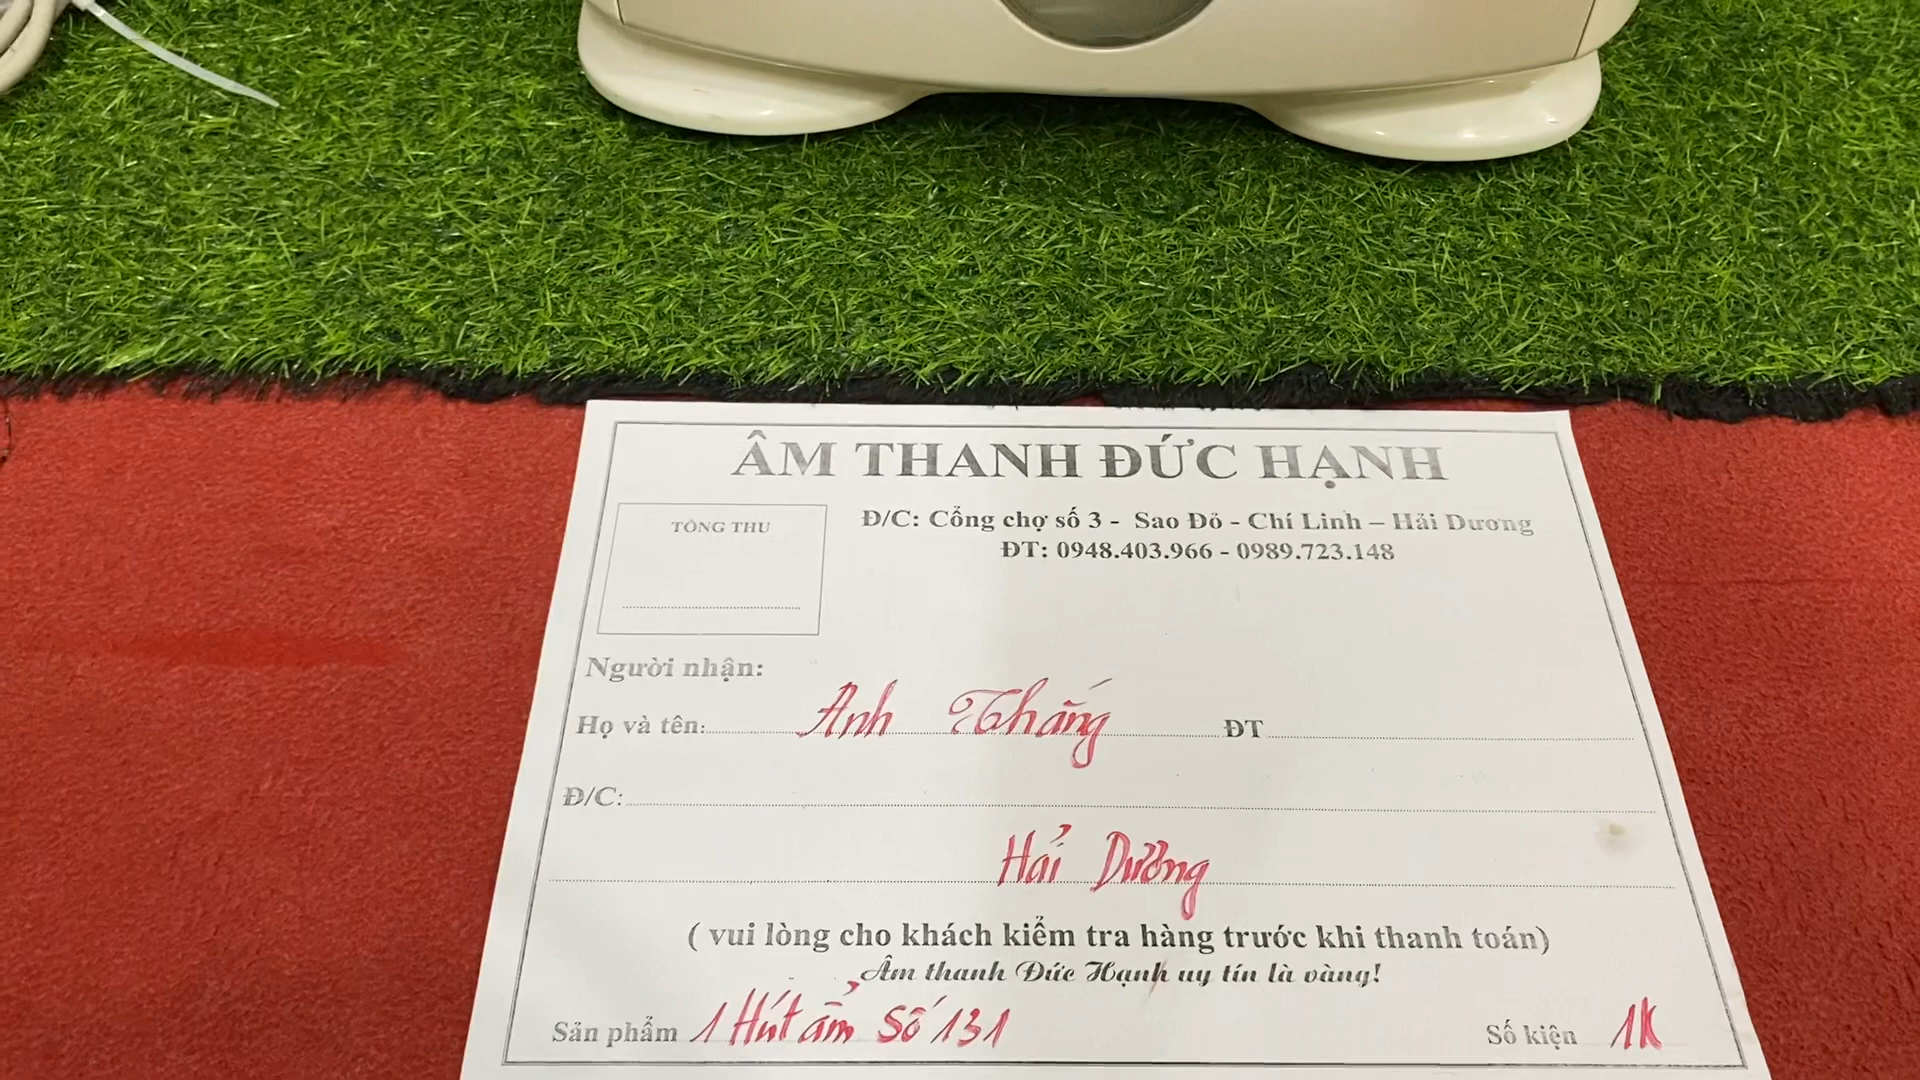 ÂM THANH ĐỨC HẠNH
TỔNG THU
Đ/C: Cổng chợ số 3 - Sao Đỏ - Chí Linh – Hải Dương
ĐT: 0948.403.966 - 0989.723.148
Người nhận:
Họ và tên: Anh Thắng ĐT
Đ/C:
Hải Dương
( vui lòng cho khách kiểm tra hàng trước khi thanh toán)
Âm thanh Đức Hạnh uy tín là vàng!
Sản phẩm 1 Hút ẩm Số 131 Số kiện 1K